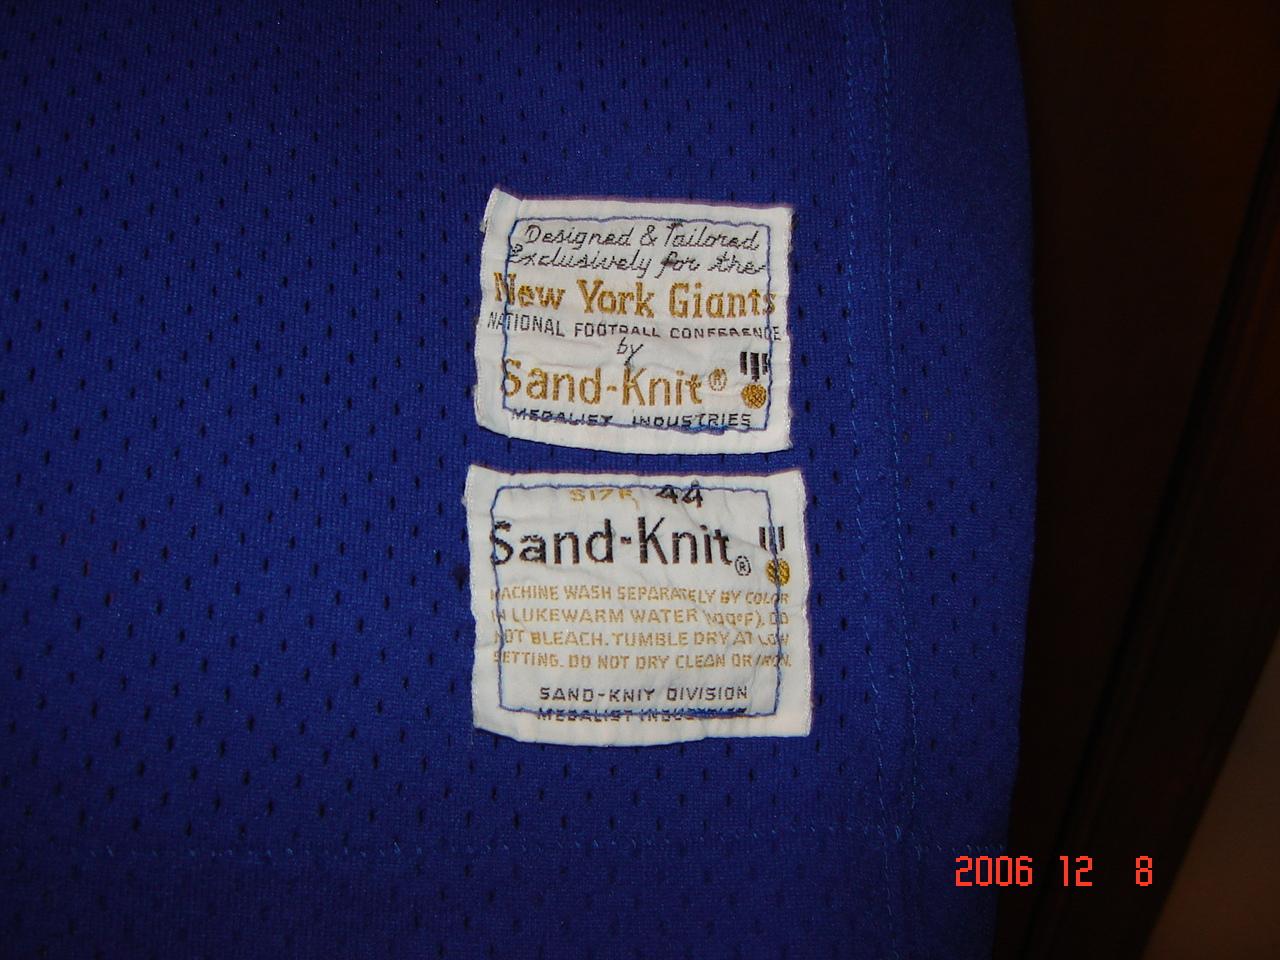 Designed & Tailored
Exclusively for the
New York Giants
NATIONAL FOOTBALL CONFERENCE
by
Sand-Knit®
MEDALIST INDUSTRIES
SIZE 44
Sand-Knit®
MACHINE WASH SEPARATELY BY COLOR
IN LUKEWARM WATER (100°F). DO
NOT BLEACH. TUMBLE DRY AT LOW
SETTING. DO NOT DRY CLEAN OR IRON.
SAND-KNIT DIVISION
MEDALIST INDUSTRIES
2006 12 8